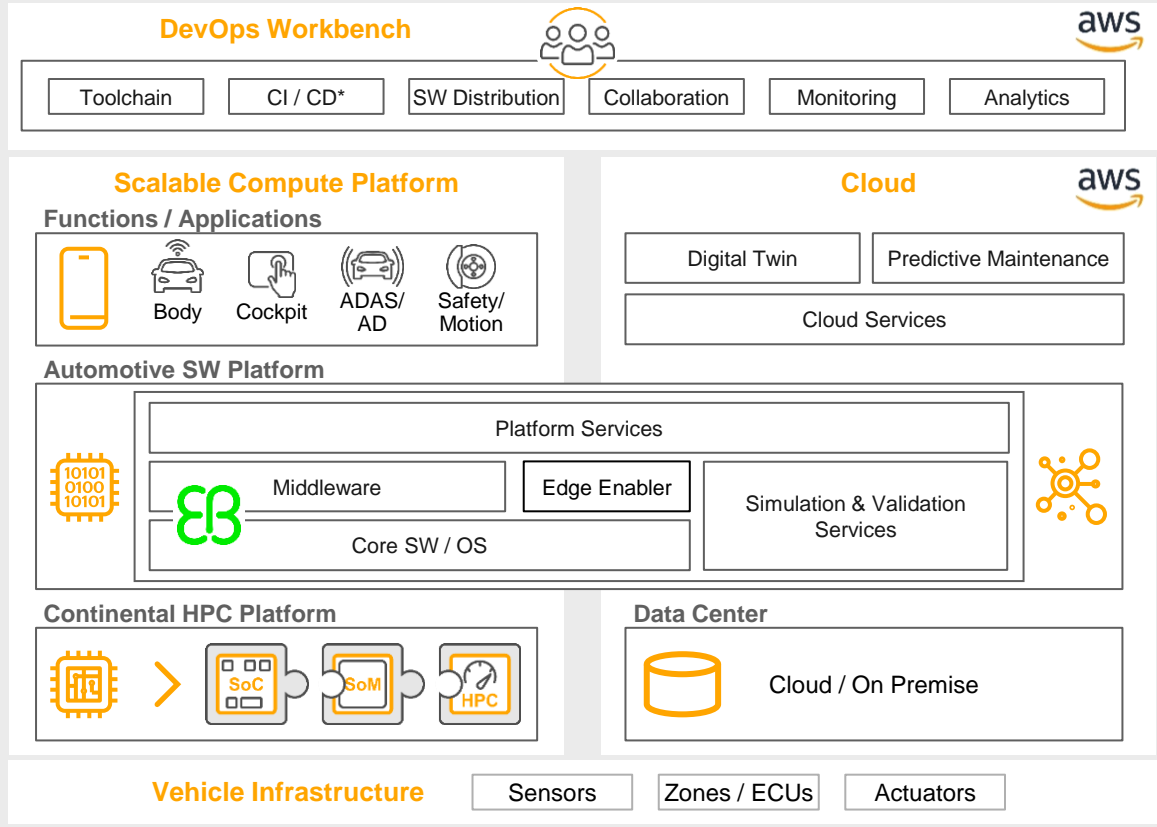 DevOps Workbench
aws
Toolchain
CI / CD*
SW Distribution
Collaboration
Monitoring
Analytics
Scalable Compute Platform
Functions / Applications
Body
Cockpit
ADAS/
AD
Safety/
Motion
Cloud
aws
Digital Twin
Predictive Maintenance
Cloud Services
Automotive SW Platform
10101
0100
10101
Platform Services
Middleware
Edge Enabler
EB
Core SW / OS
Simulation & Validation
Services
Continental HPC Platform
SoC
SoM
HPC
Data Center
Cloud / On Premise
Vehicle Infrastructure
Sensors
Zones / ECUs
Actuators